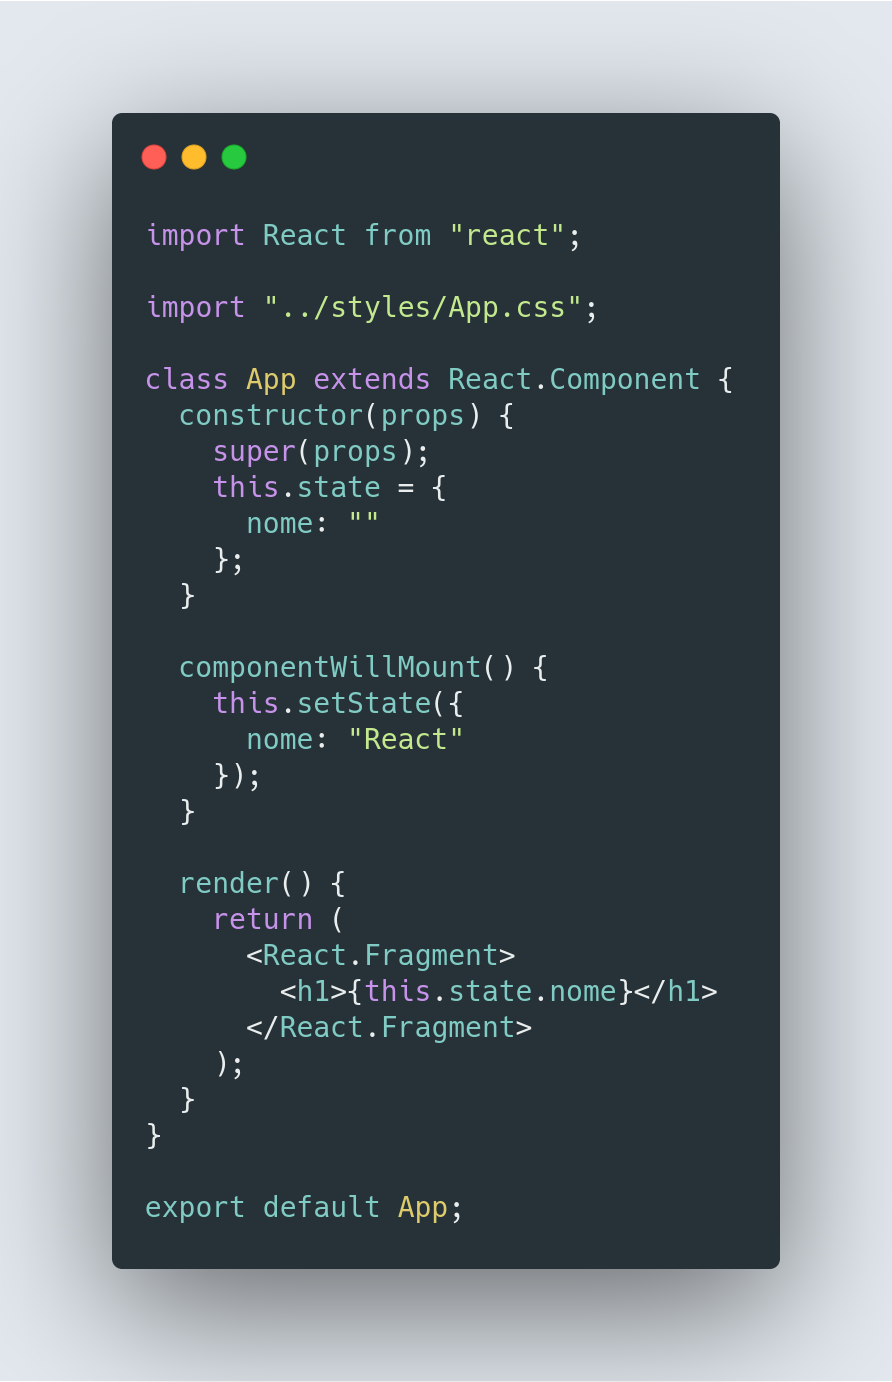 import React from "react";

import "../styles/App.css";

class App extends React.Component {
  constructor(props) {
    super(props);
    this.state = {
      nome: ""
    };
  }

  componentWillMount() {
    this.setState({
      nome: "React"
    });
  }

  render() {
    return (
      <React.Fragment>
        <h1>{this.state.nome}</h1>
      </React.Fragment>
    );
  }
}

export default App;